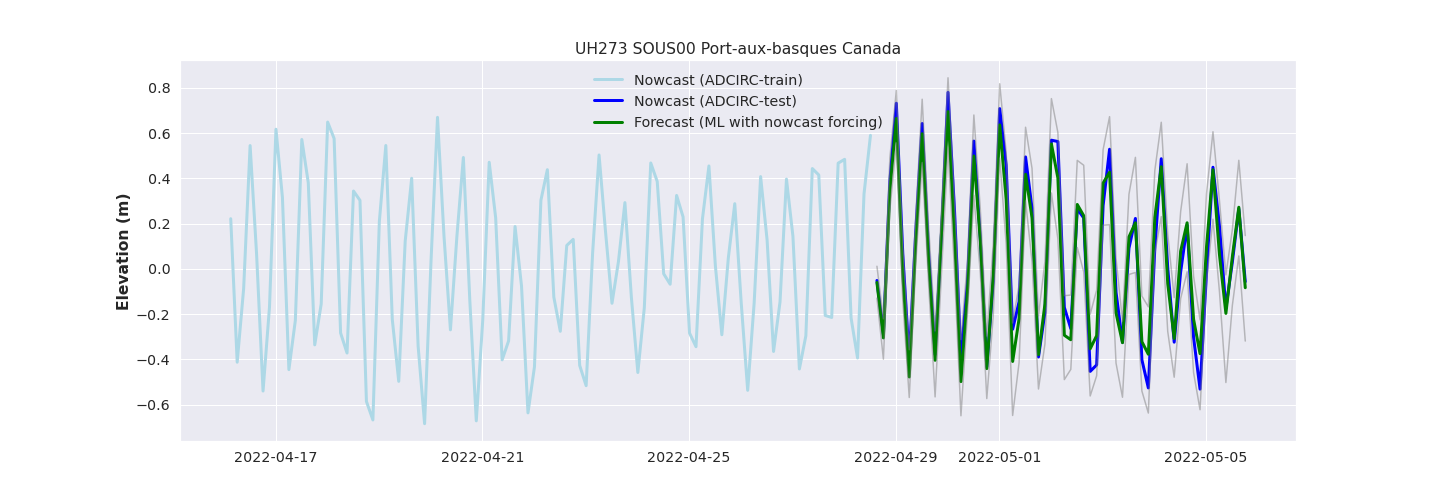 UH273 SOUS00 Port-aux-basques Canada
Nowcast (ADCIRC-train)
Nowcast (ADCIRC-test)
Forecast (ML with nowcast forcing)
Elevation (m)
0.8
0.6
0.4
0.2
0.0
−0.2
−0.4
−0.6
2022-04-17 2022-04-21 2022-04-25 2022-04-29 2022-05-01 2022-05-05